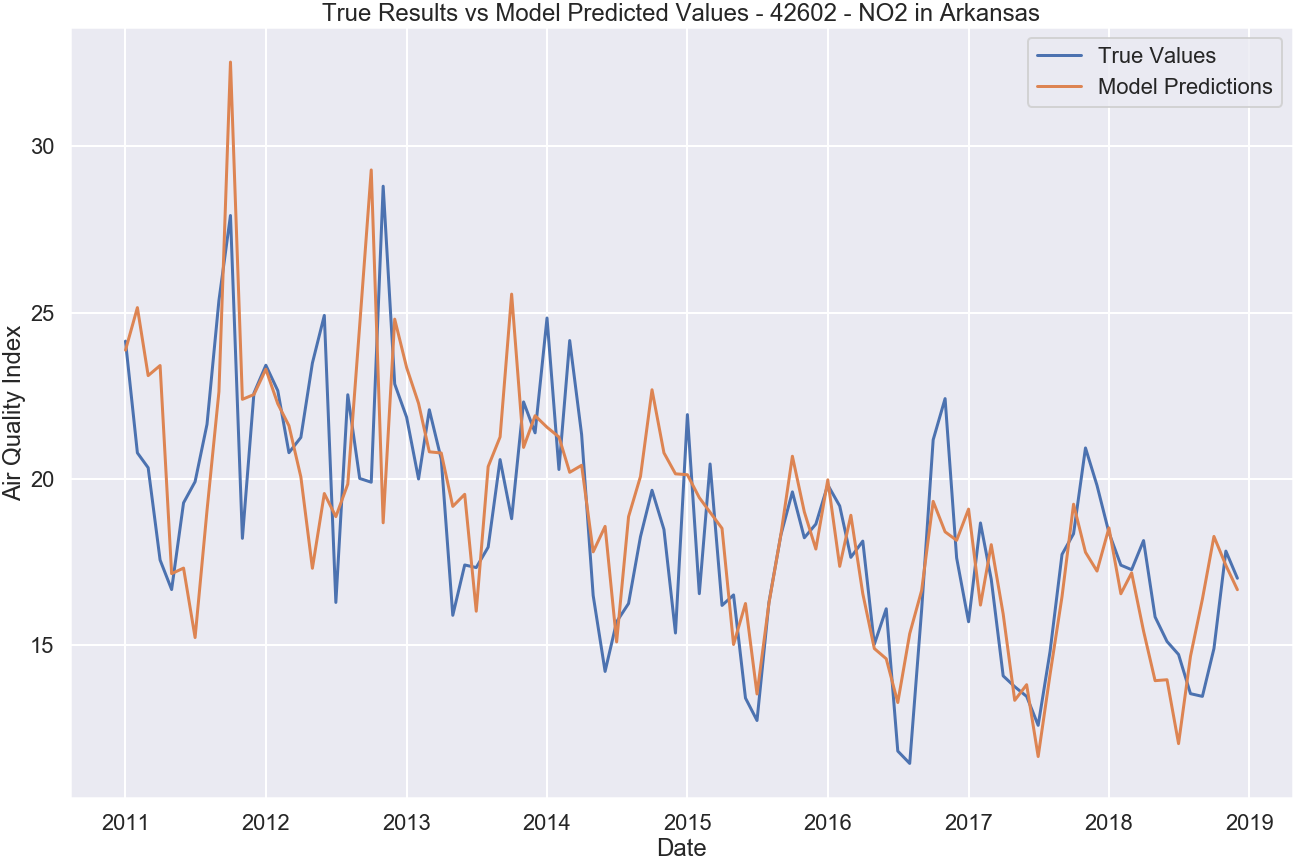 True Results vs Model Predicted Values - 42602 - NO2 in Arkansas
True Values
Model Predictions
Air Quality Index
30
25
20
15
2011 2012 2013 2014 2015 2016 2017 2018 2019
Date